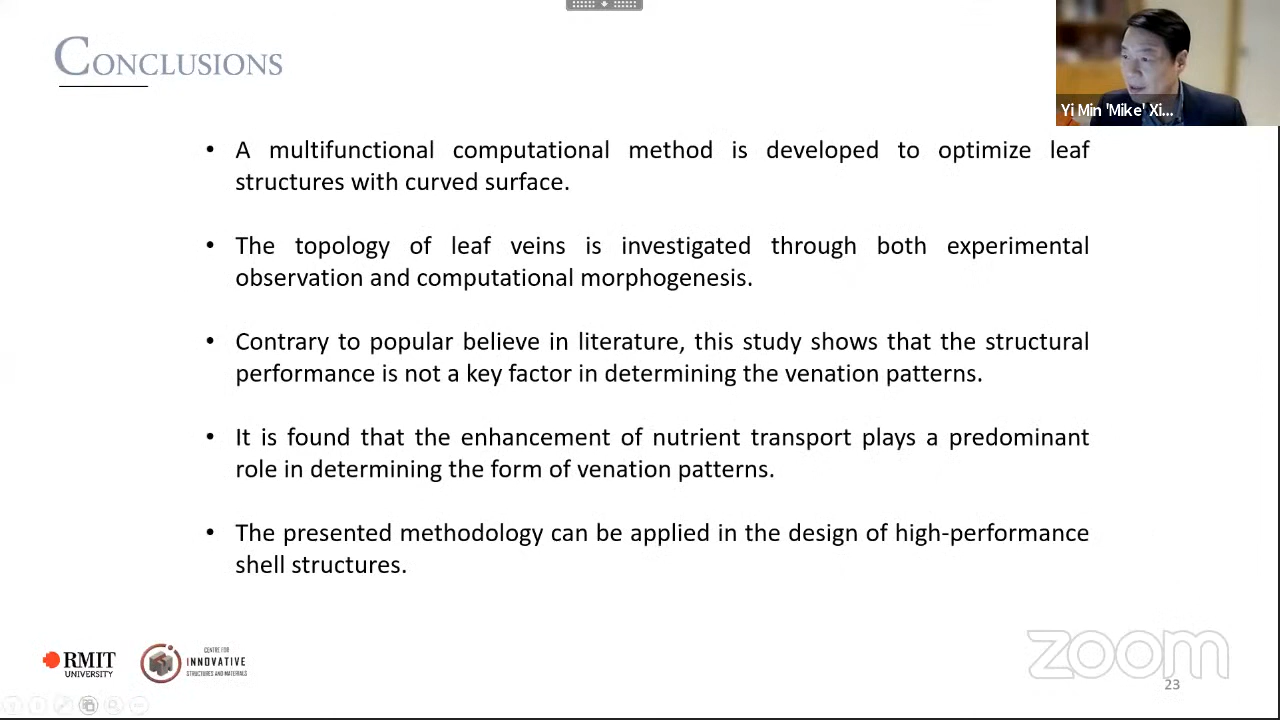 CONCLUSIONS
Yi Min 'Mike' Xi...
• A multifunctional computational method is developed to optimize leaf
structures with curved surface.
• The topology of leaf veins is investigated through both experimental
observation and computational morphogenesis.
• Contrary to popular believe in literature, this study shows that the structural
performance is not a key factor in determining the venation patterns.
• It is found that the enhancement of nutrient transport plays a predominant
role in determining the form of venation patterns.
• The presented methodology can be applied in the design of high-performance
shell structures.
RMIT
UNIVERSITY
CENTRE FOR
INNOVATIVE
STRUCTURES AND MATERIALS
zoom
23